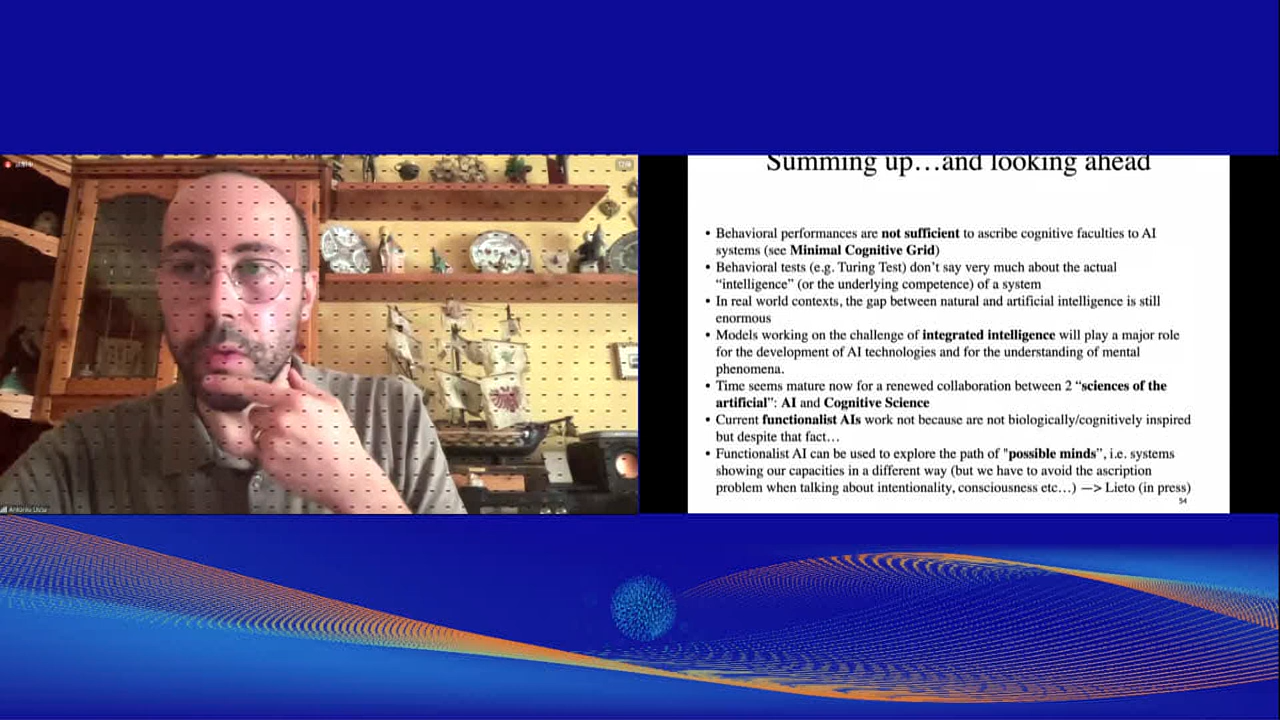 Summing up…and looking ahead
• Behavioral performances are not sufficient to ascribe cognitive faculties to AI
systems (see Minimal Cognitive Grid)
• Behavioral tests (e.g. Turing Test) don't say very much about the actual
“intelligence” (or the underlying competence) of a system
• In real world contexts, the gap between natural and artificial intelligence is still
enormous
• Models working on the challenge of integrated intelligence will play a major role
for the development of AI technologies and for the understanding of mental
phenomena.
• Time seems mature now for a renewed collaboration between 2 “sciences of the
artificial”: AI and Cognitive Science
• Current functionalist AIs work not because are not biologically/cognitively inspired
but despite that fact…
• Functionalist AI can be used to explore the path of "possible minds", i.e. systems
showing our capacities in a different way (but we have to avoid the ascription
problem when talking about intentionality, consciousness etc…) —> Lieto (in press)
54